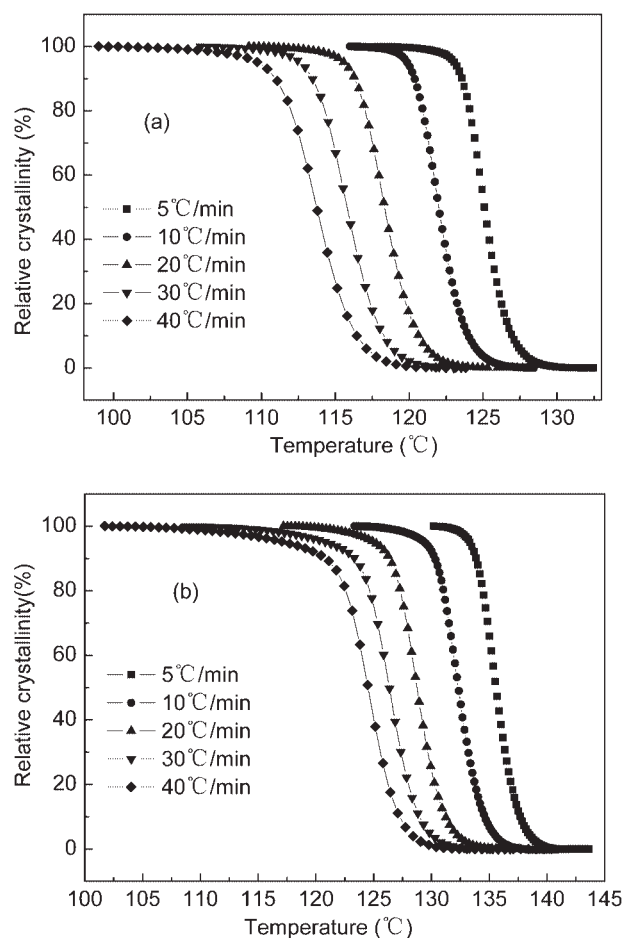 100
80
60
40
20
0
Relative crystallinity (%)
(a)
5℃/min
10℃/min
20℃/min
30℃/min
40℃/min
100 105 110 115 120 125 130
Temperature (℃)
100
80
60
40
20
0
Relative crystallinity(%)
(b)
5℃/min
10℃/min
20℃/min
30℃/min
40℃/min
100 105 110 115 120 125 130 135 140 145
Temperature (℃)